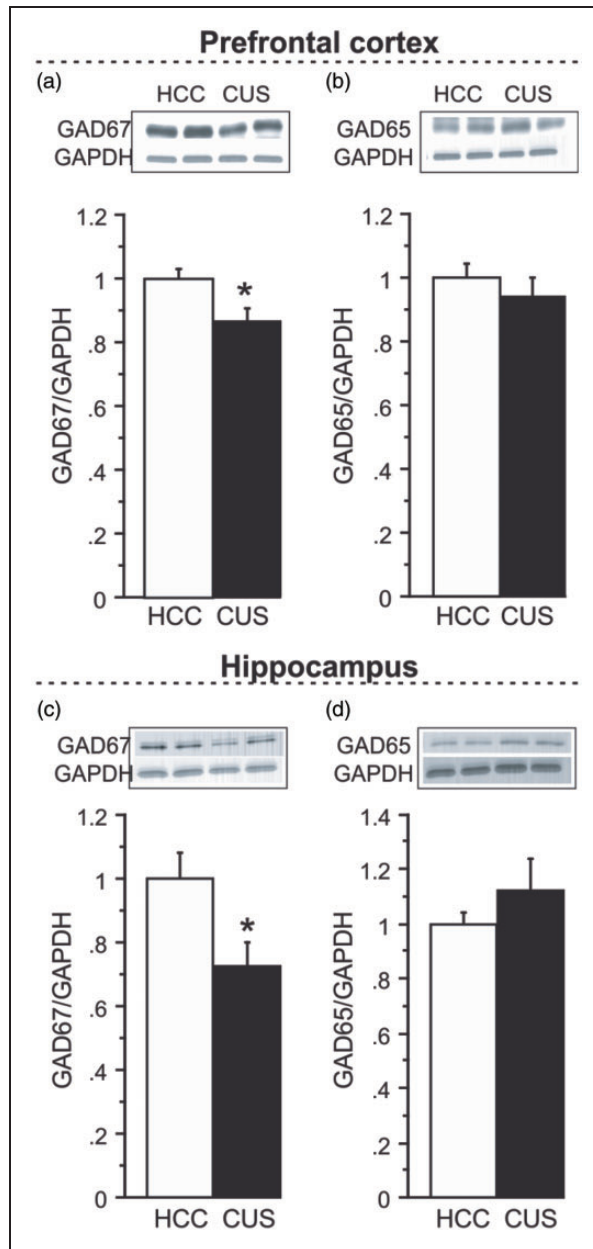 Prefrontal cortex
(a)
HCC CUS
GAD67
GAPDH
1.2
1
.8
.6
.4
.2
0
GAD67/GAPDH
*
HCC CUS
(b)
HCC CUS
GAD65
GAPDH
1.2
1
.8
.6
.4
.2
0
GAD65/GAPDH
HCC CUS
Hippocampus
(c)
GAD67
GAPDH
1.2
1
.8
.6
.4
.2
0
GAD67/GAPDH
*
HCC CUS
(d)
GAD65
GAPDH
1.4
1.2
1
.8
.6
.4
.2
0
GAD65/GAPDH
HCC CUS